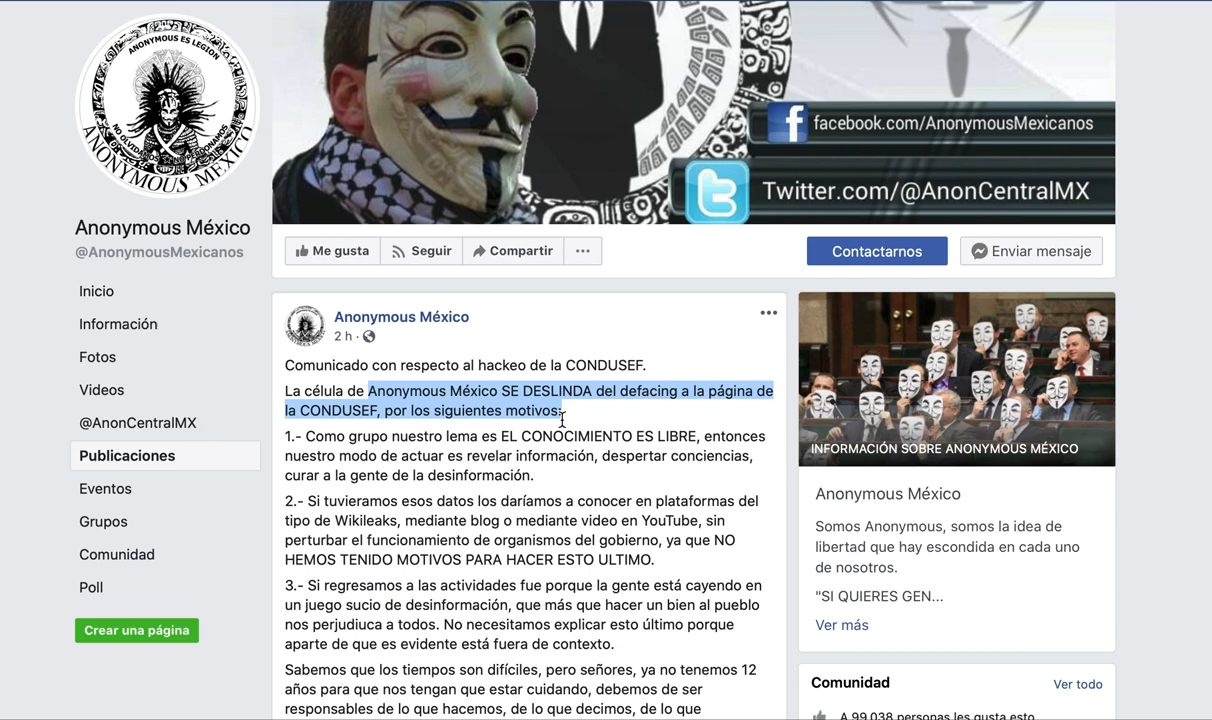 ANONYMOUS ES LEGION
NO OLVIDAMOS NO PERDONAMOS
ANONYMOUS MÉXICO
facebook.com/AnonymousMexicanos
Twitter.com/@AnonCentralMX
Anonymous México
@AnonymousMexicanos
Me gusta
Seguir
Compartir
Contactarnos
Enviar mensaje
Inicio
Información
Fotos
Videos
@AnonCentralMX
Publicaciones
Eventos
Grupos
Comunidad
Poll
Crear una página
Anonymous México
2 h ·
Comunicado con respecto al hackeo de la CONDUSEF.
La célula de Anonymous México SE DESLINDA del defacing a la página de
la CONDUSEF, por los siguientes motivos:
1.- Como grupo nuestro lema es EL CONOCIMIENTO ES LIBRE, entonces
nuestro modo de actuar es revelar información, despertar conciencias,
curar a la gente de la desinformación.
2.- Si tuvieramos esos datos los daríamos a conocer en plataformas del
tipo de Wikileaks, mediante blog o mediante video en YouTube, sin
perturbar el funcionamiento de organismos del gobierno, ya que NO
HEMOS TENIDO MOTIVOS PARA HACER ESTO ULTIMO.
3.- Si regresamos a las actividades fue porque la gente está cayendo en
un juego sucio de desinformación, que más que hacer un bien al pueblo
nos perjudiuca a todos. No necesitamos explicar esto último porque
aparte de que es evidente está fuera de contexto.
Sabemos que los tiempos son difíciles, pero señores, ya no tenemos 12
años para que nos tengan que estar cuidando, debemos de ser
responsables de lo que hacemos, de lo que decimos, de lo que
INFORMACIÓN SOBRE ANONYMOUS MÉXICO
Anonymous México
Somos Anonymous, somos la idea de
libertad que hay escondida en cada uno
de nosotros.
"SI QUIERES GEN...
Ver más
Comunidad
Ver todo
A 99,038 personas les gusta esto